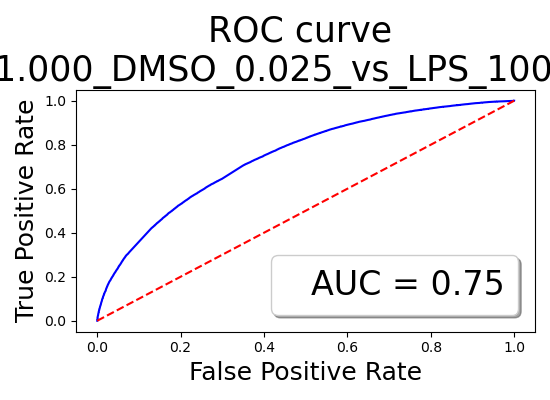 ROC curve
1.000_DMSO_0.025_vs_LPS_100
True Positive Rate
1.0
0.8
0.6
0.4
0.2
0.0
AUC = 0.75
0.0 0.2 0.4 0.6 0.8 1.0
False Positive Rate